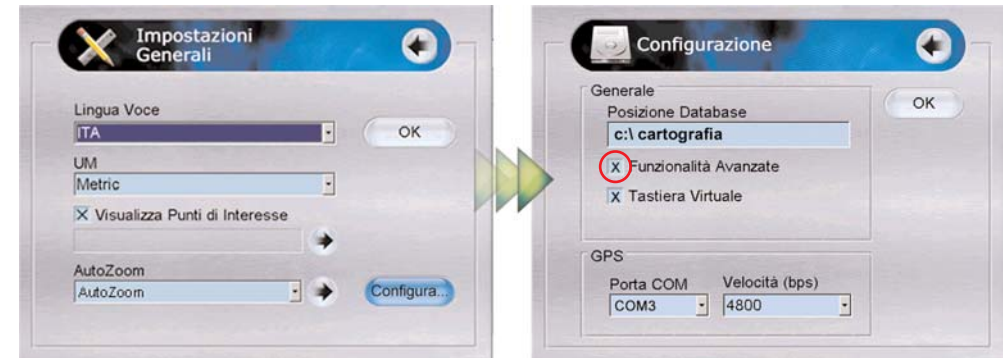 Impostazioni
Generali
Lingua Voce
ITA
OK
UM
Metric
X Visualizza Punti di Interesse
AutoZoom
AutoZoom
Configura...
Configurazione
Generale
OK
Posizione Database
c:\ cartografia
X Funzionalità Avanzate
X Tastiera Virtuale
GPS
Porta COM Velocità (bps)
COM3 4800